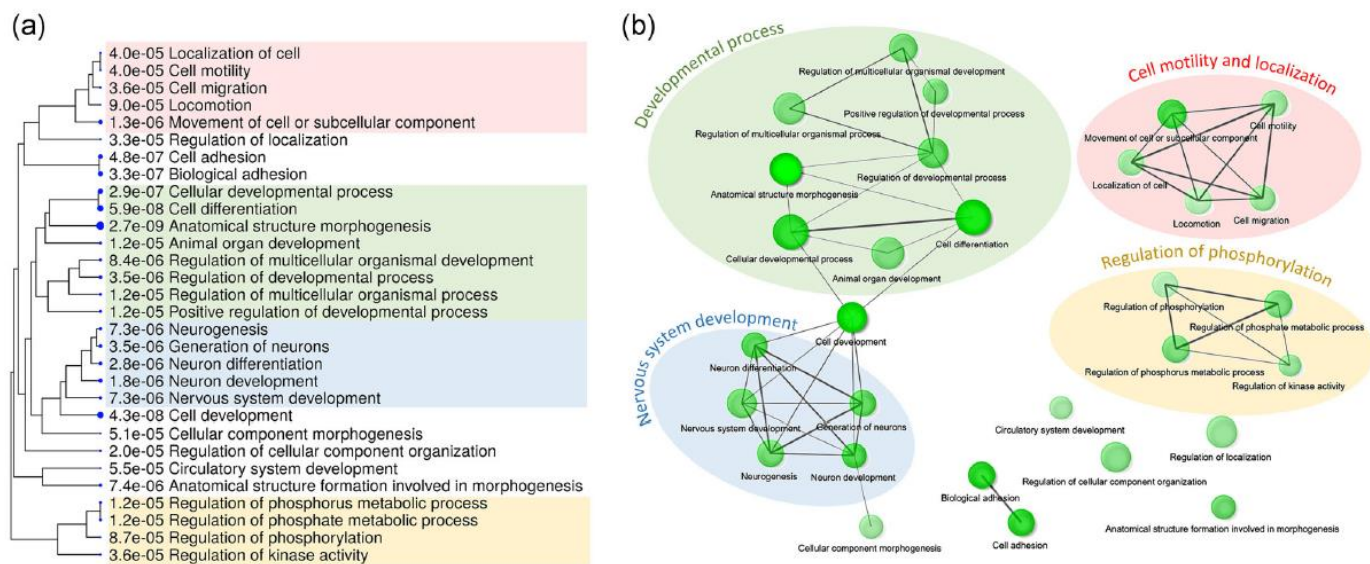 (a)
4.0e-05 Localization of cell
4.0e-05 Cell motility
3.6e-05 Cell migration
9.0e-05 Locomotion
1.3e-06 Movement of cell or subcellular component
3.3e-05 Regulation of localization
4.8e-07 Cell adhesion
3.3e-07 Biological adhesion
2.9e-07 Cellular developmental process
5.9e-08 Cell differentiation
2.7e-09 Anatomical structure morphogenesis
1.2e-05 Animal organ development
8.4e-06 Regulation of multicellular organismal development
3.5e-06 Regulation of developmental process
1.2e-05 Regulation of multicellular organismal process
1.2e-05 Positive regulation of developmental process
7.3e-06 Neurogenesis
3.5e-06 Generation of neurons
2.8e-06 Neuron differentiation
1.8e-06 Neuron development
7.3e-06 Nervous system development
4.3e-08 Cell development
5.1e-05 Cellular component morphogenesis
2.0e-05 Regulation of cellular component organization
5.5e-05 Circulatory system development
7.4e-06 Anatomical structure formation involved in morphogenesis
1.2e-05 Regulation of phosphorus metabolic process
1.2e-05 Regulation of phosphate metabolic process
8.7e-05 Regulation of phosphorylation
3.6e-05 Regulation of kinase activity
(b)
Developmental process
Regulation of multicellular organismal development
Positive regulation of developmental process
Regulation of multicellular organismal process
Regulation of developmental process
Anatomical structure morphogenesis
Cell differentiation
Cellular developmental process
Animal organ development
Cell motility and localization
Cell motility
Movement of cell or subcellular component
Localization of cell
Locomotion
Cell migration
Regulation of phosphorylation
Regulation of phosphorylation
Regulation of phosphate metabolic process
Regulation of phosphorus metabolic process
Regulation of kinase activity
Nervous system development
Cell development
Neuron differentiation
Nervous system development
Generation of neurons
Neurogenesis
Neuron development
Cellular component morphogenesis
Circulatory system development
Regulation of localization
Regulation of cellular component organization
Biological adhesion
Cell adhesion
Anatomical structure formation involved in morphogenesis